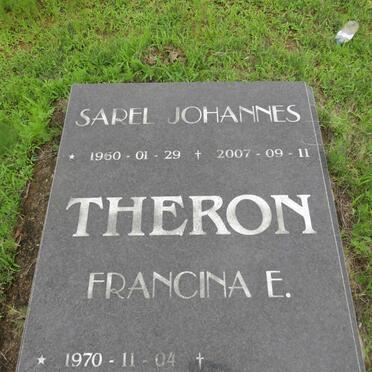 SAREL JOHANNES
* 1960 - 01 - 29 † 2007 - 09 - 11
THERON
FRANCINA E.
* 1970 - 11 - 04 †